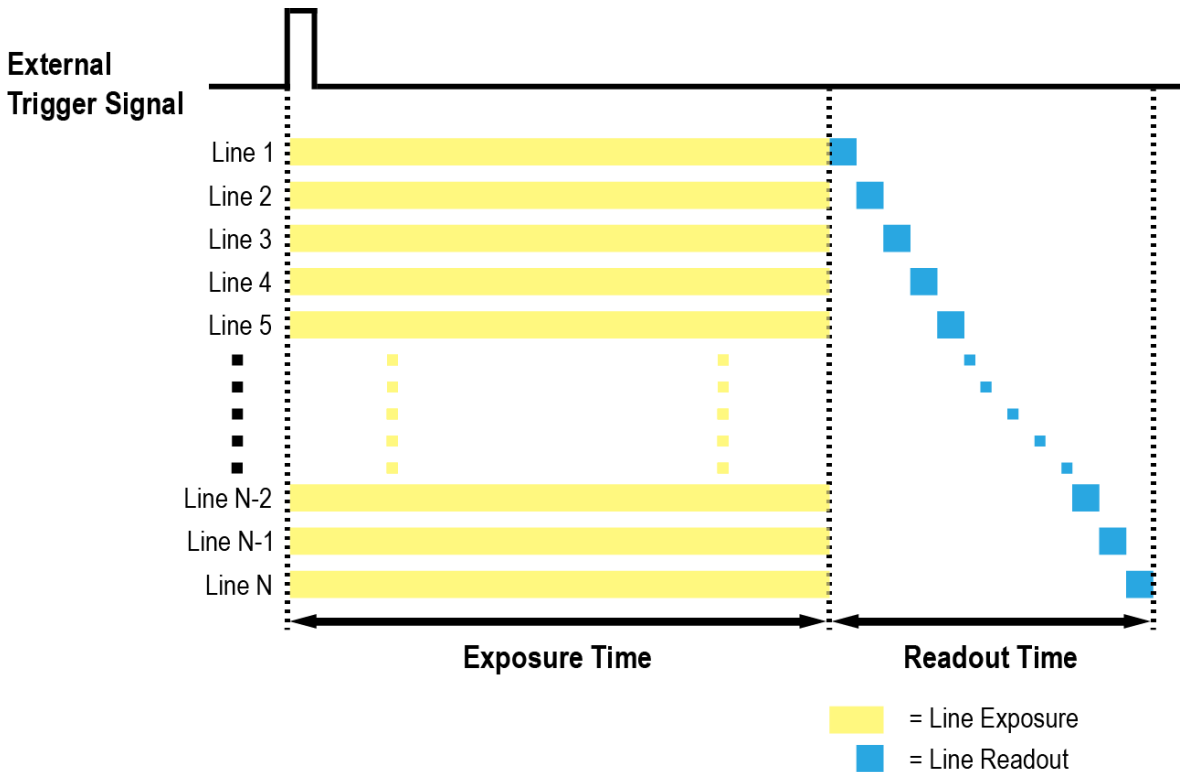 External
Trigger Signal
Line 1
Line 2
Line 3
Line 4
Line 5
Line N-2
Line N-1
Line N
Exposure Time
Readout Time
= Line Exposure
= Line Readout